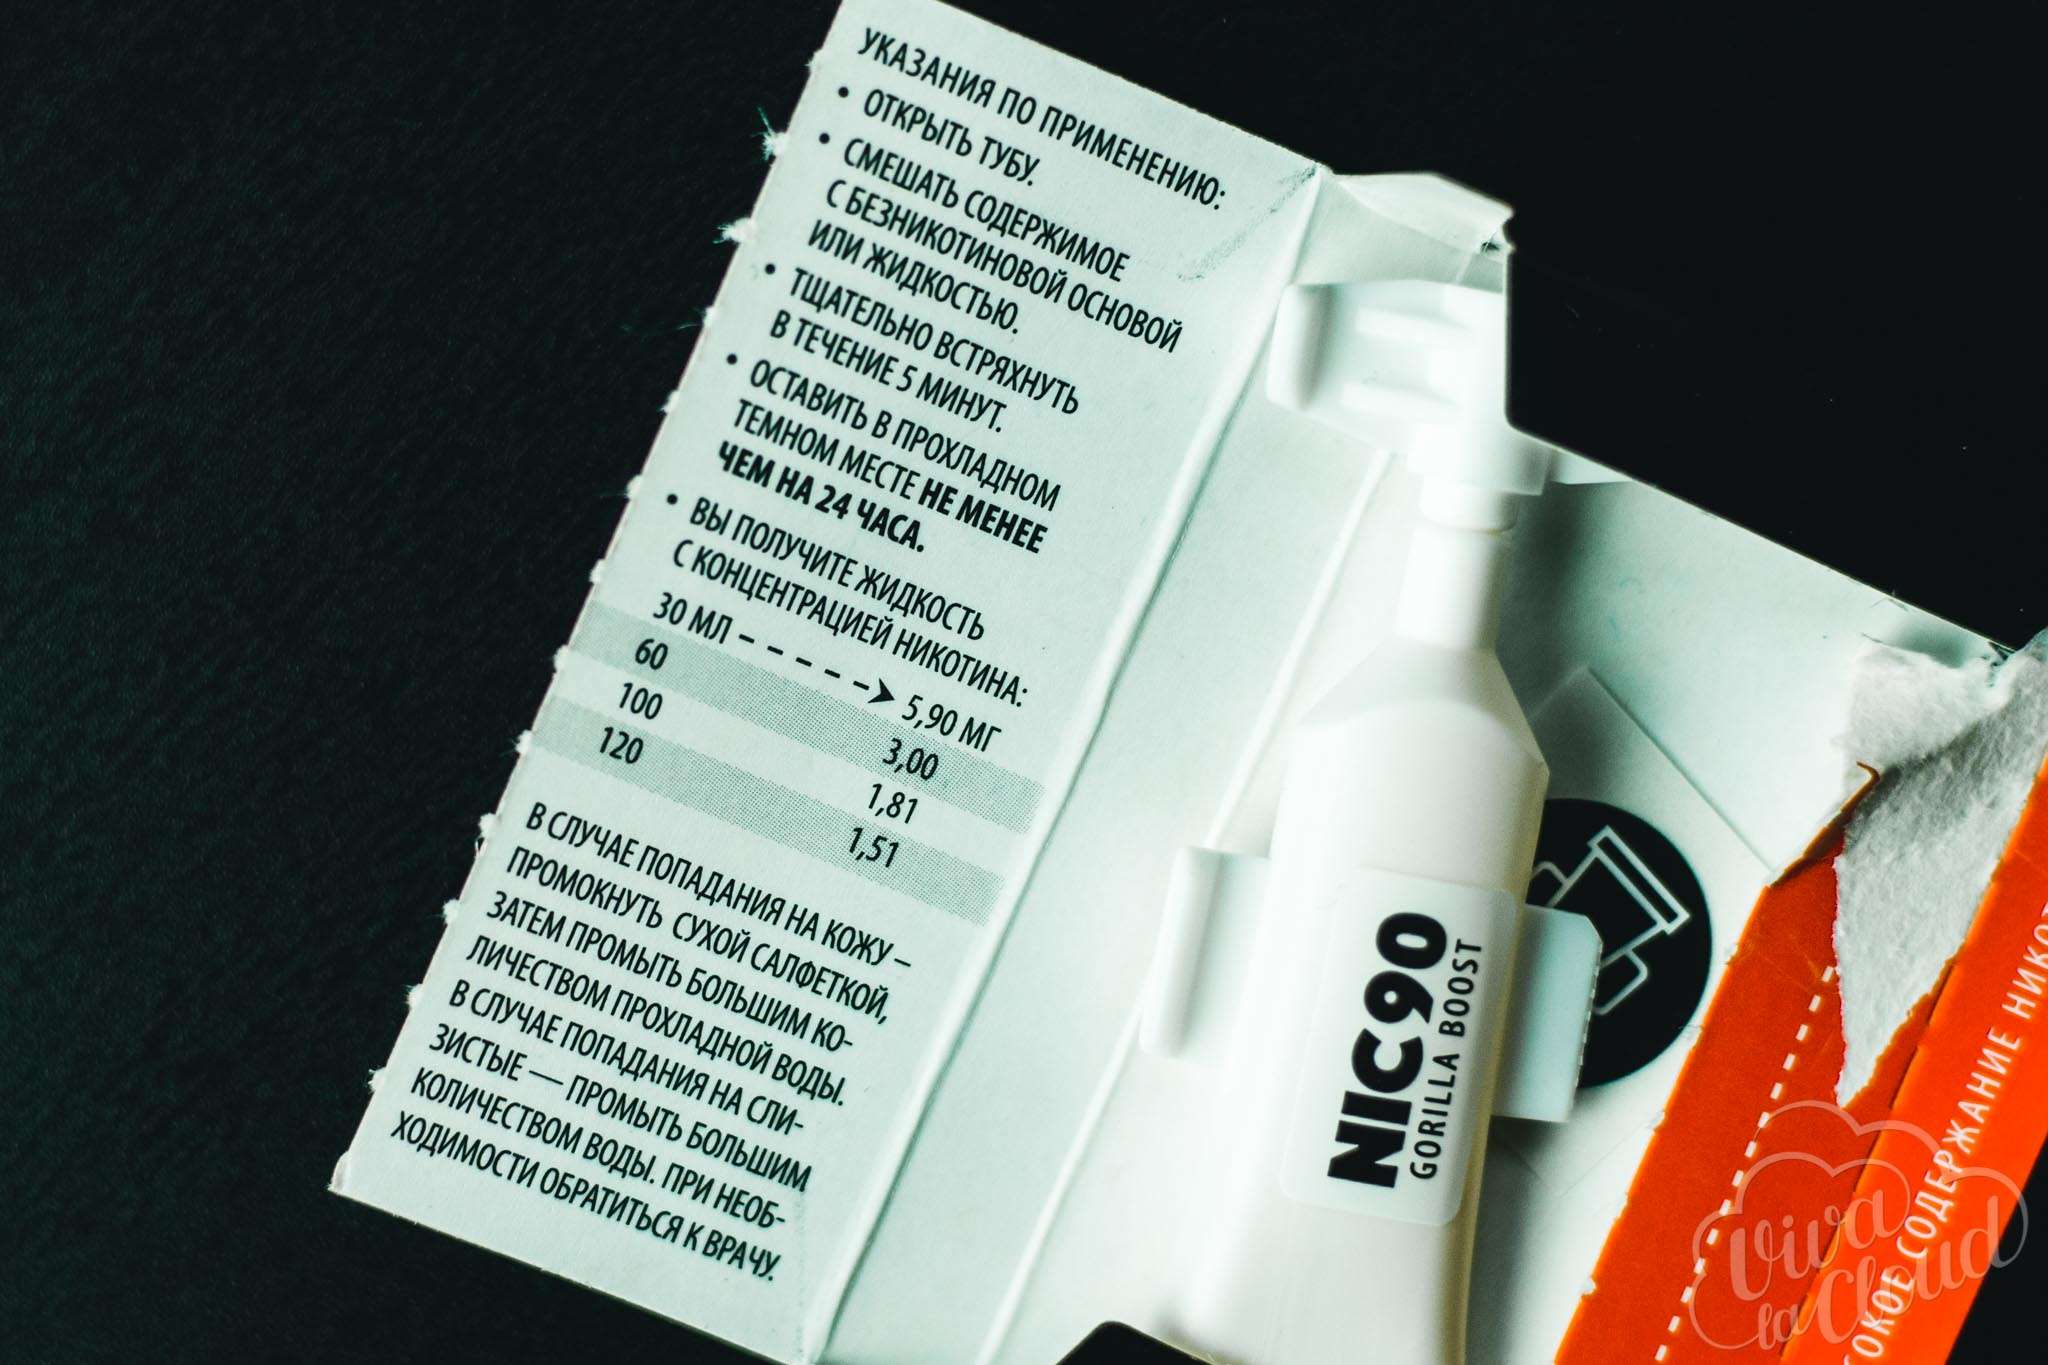 УКАЗАНИЯ ПО ПРИМЕНЕНИЮ:
• ОТКРЫТЬ ТУБУ.
• СМЕШАТЬ СОДЕРЖИМОЕ
С БЕЗНИКОТИНОВОЙ ОСНОВОЙ
ИЛИ ЖИДКОСТЬЮ.
• ТЩАТЕЛЬНО ВСТРЯХНУТЬ
В ТЕЧЕНИЕ 5 МИНУТ.
• ОСТАВИТЬ В ПРОХЛАДНОМ
ТЕМНОМ МЕСТЕ НЕ МЕНЕЕ
ЧЕМ НА 24 ЧАСА.
• ВЫ ПОЛУЧИТЕ ЖИДКОСТЬ
С КОНЦЕНТРАЦИЕЙ НИКОТИНА:
30 МЛ 5,90 МГ
60 3,00
100 1,81
120 1,51
В СЛУЧАЕ ПОПАДАНИЯ НА КОЖУ –
ПРОМОКНУТЬ СУХОЙ САЛФЕТКОЙ,
ЗАТЕМ ПРОМЫТЬ БОЛЬШИМ КО-
ЛИЧЕСТВОМ ПРОХЛАДНОЙ ВОДЫ.
В СЛУЧАЕ ПОПАДАНИЯ НА СЛИ-
ЗИСТЫЕ — ПРОМЫТЬ БОЛЬШИМ
КОЛИЧЕСТВОМ ВОДЫ. ПРИ НЕОБ-
ХОДИМОСТИ ОБРАТИТЬСЯ К ВРАЧУ.
NIC90
GORILLA BOOST
СОДЕРЖАНИЕ
Viva
la Cloud